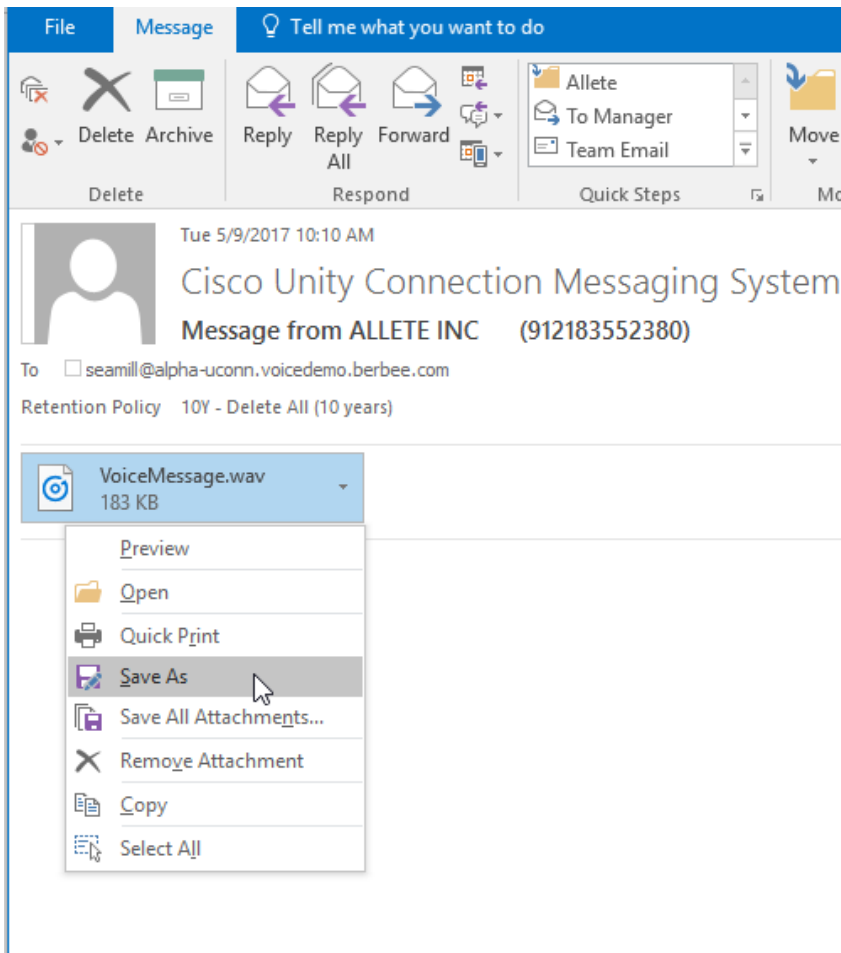 File Message Tell me what you want to do
Allete
To Manager
Team Email
Delete Archive Reply Reply All Forward Move
Delete Respond Quick Steps Mo
Tue 5/9/2017 10:10 AM
Cisco Unity Connection Messaging System
Message from ALLETE INC (912183552380)
To seamill@alpha-uconn.voicedemo.berbee.com
Retention Policy 10Y - Delete All (10 years)
VoiceMessage.wav
183 KB
Preview
Open
Quick Print
Save As
Save All Attachments...
Remove Attachment
Copy
Select All